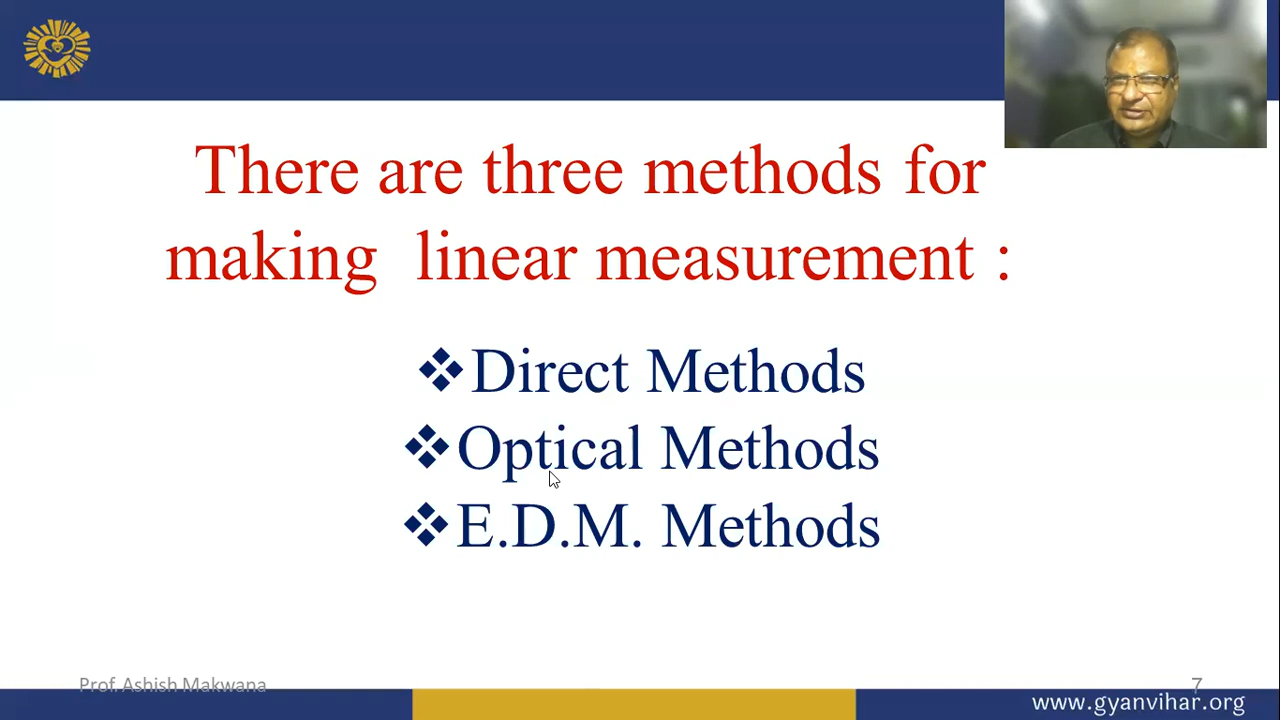 There are three methods for
making linear measurement :
❖Direct Methods
❖Optical Methods
❖E.D.M. Methods
Prof. Ashish Makwana
7
www.gyanvihar.org